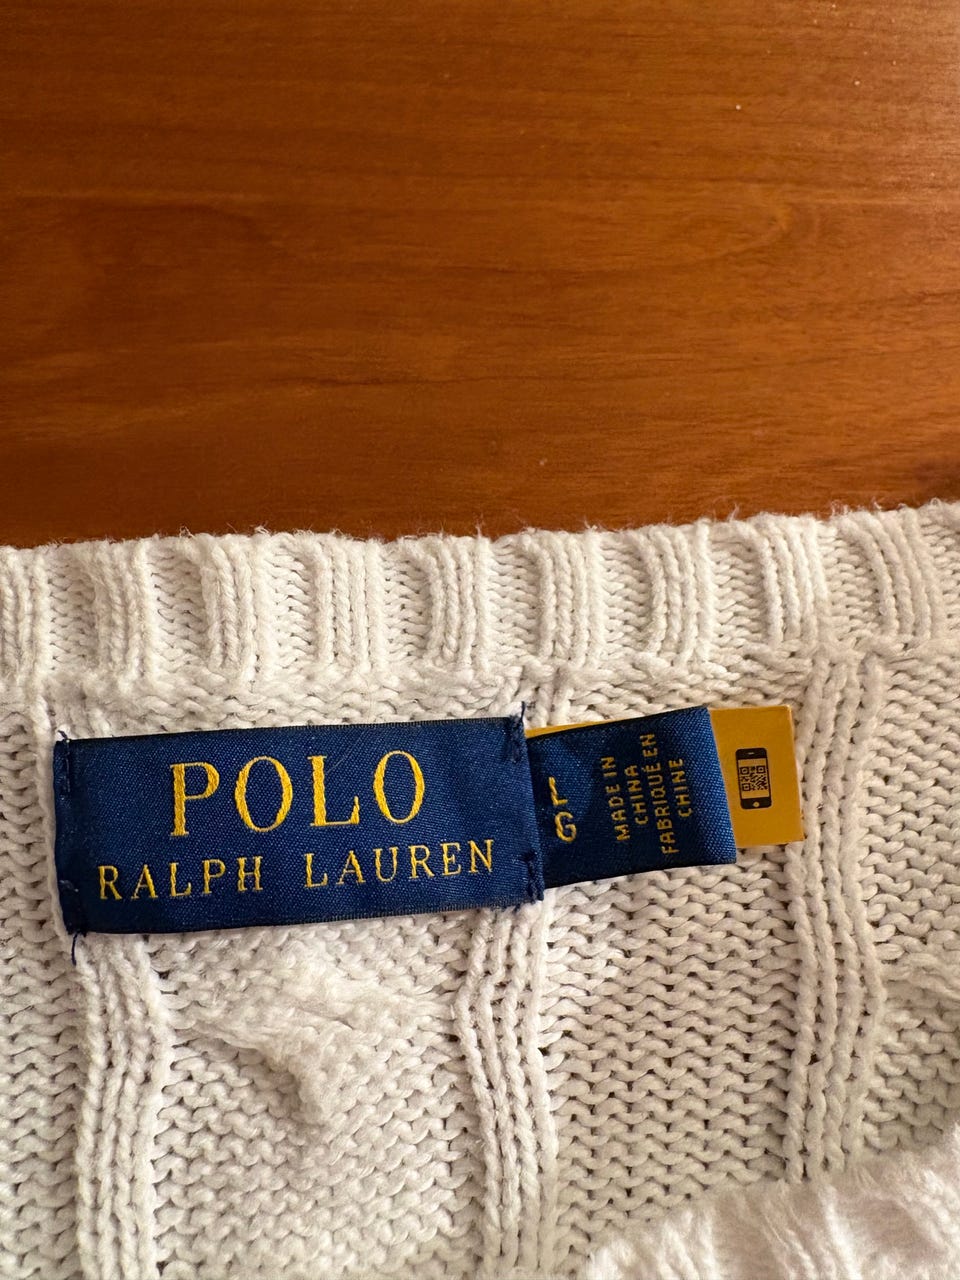 POLO
RALPH LAUREN
L
G
MADE IN
CHINA
FABRIQUÉ EN
CHINE